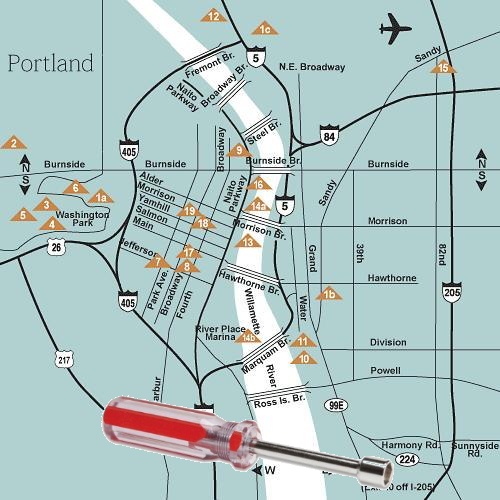 12
1c
5
Fremont Br.
N.E. Broadway
Sandy
15
Portland
Broadway Br.
Naito
Parkway
Steel Br.
84
405
2
N
S
Burnside
Burnside
Broadway
9
Burnside Br.
Burnside
N
S
6
1a
3
5
4
Washington
Park
26
Alder
Morrison
Yamhill
Salmon
Main
Jefferson
19
18
17
7
8
Naito
Parkway
16
14a
5
Sandy
Morrison Br.
13
Morrison
Grand
39th
82nd
Hawthorne Br.
Hawthorne
1b
Water
205
405
Park Ave.
Broadway
Fourth
Willamette
River
River Place
Marina
14b
Marquam Br.
11
10
Division
Powell
217
Ross Is. Br.
99E
Harmony Rd.
Sunnyside
Rd.
224
W
off I-205)